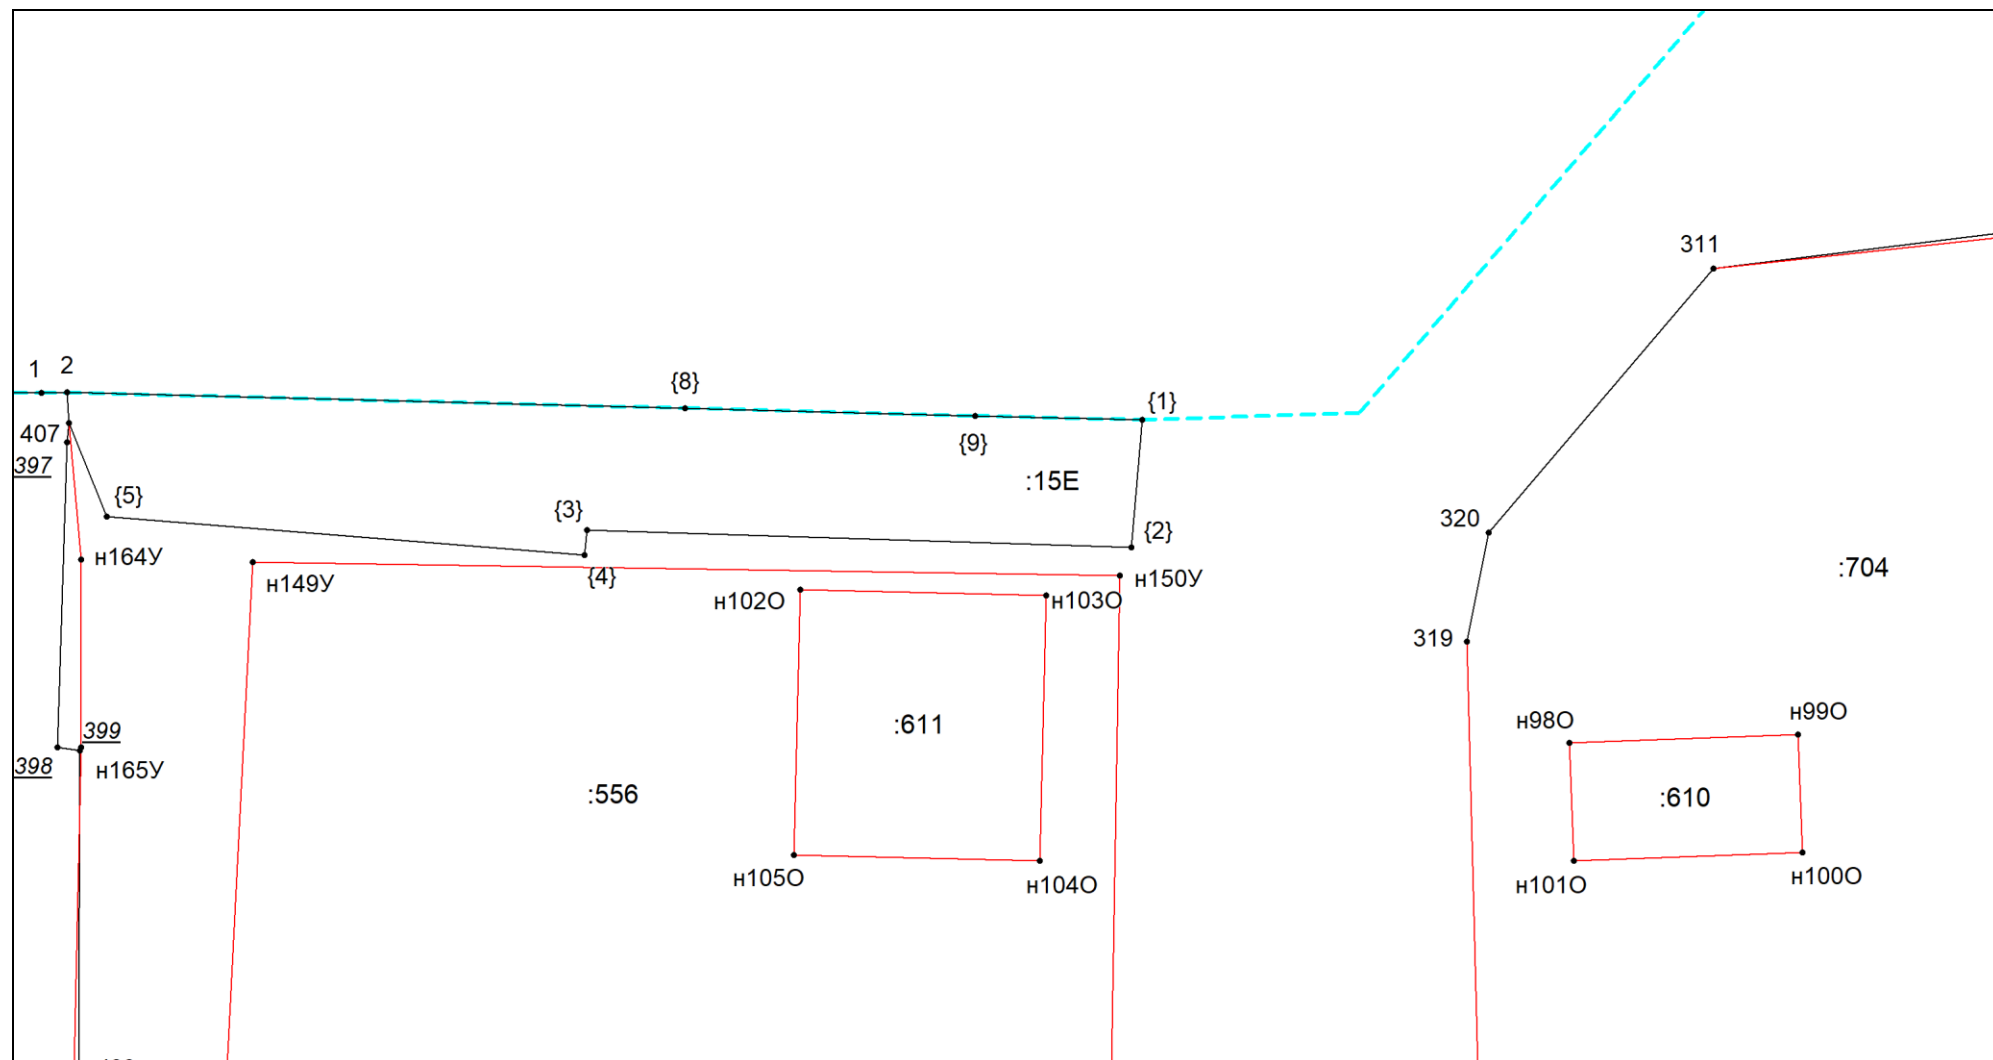 311
1
2
{8}
{1}
407
{9}
397
:15Е
{5}
{3}
320
{2}
н164У
:704
н149У
{4}
н150У
н102О
н103О
319
н98О
н99О
:611
399
398
н165У
:556
:610
н105О
н104О
н101О
н100О